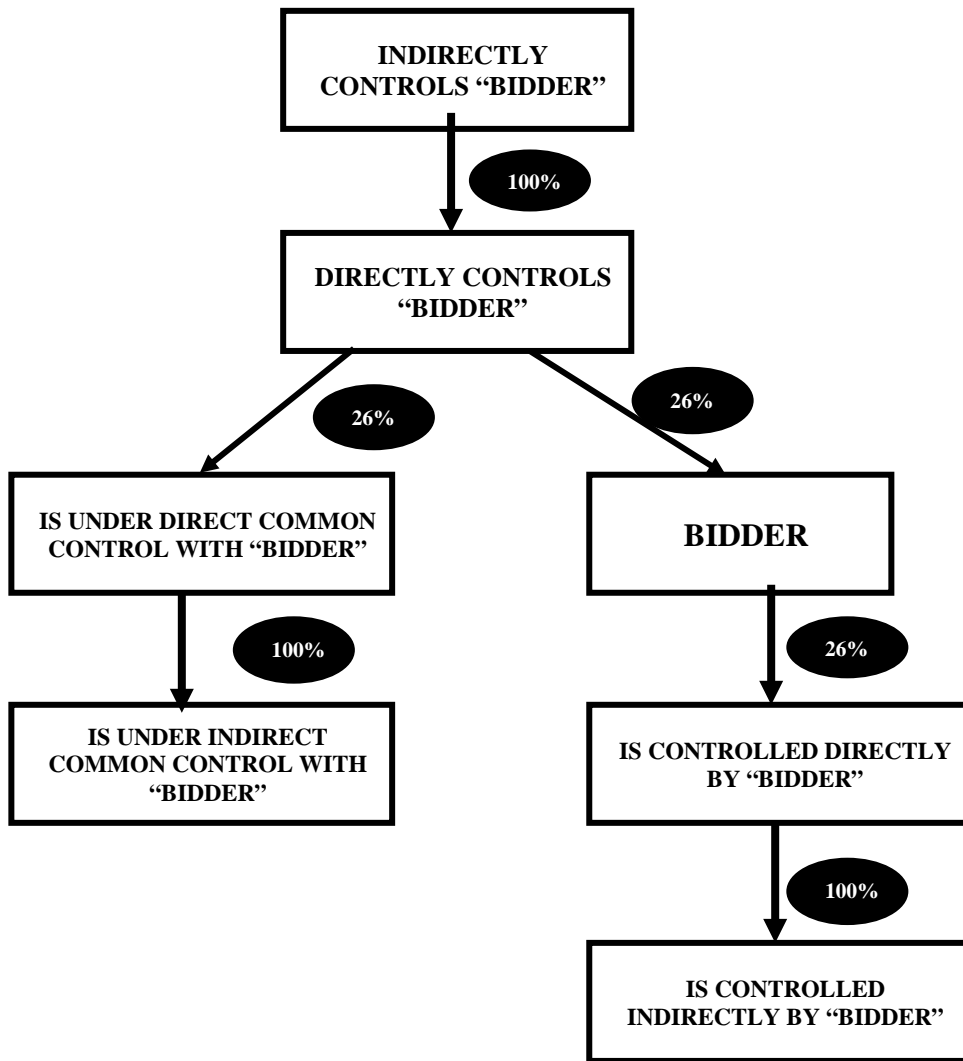 INDIRECTLY
CONTROLS “BIDDER”
100%
DIRECTLY CONTROLS
“BIDDER”
26%
26%
IS UNDER DIRECT COMMON
CONTROL WITH “BIDDER”
BIDDER
100%
26%
IS UNDER INDIRECT
COMMON CONTROL WITH
“BIDDER”
IS CONTROLLED DIRECTLY
BY “BIDDER”
100%
IS CONTROLLED
INDIRECTLY BY “BIDDER”